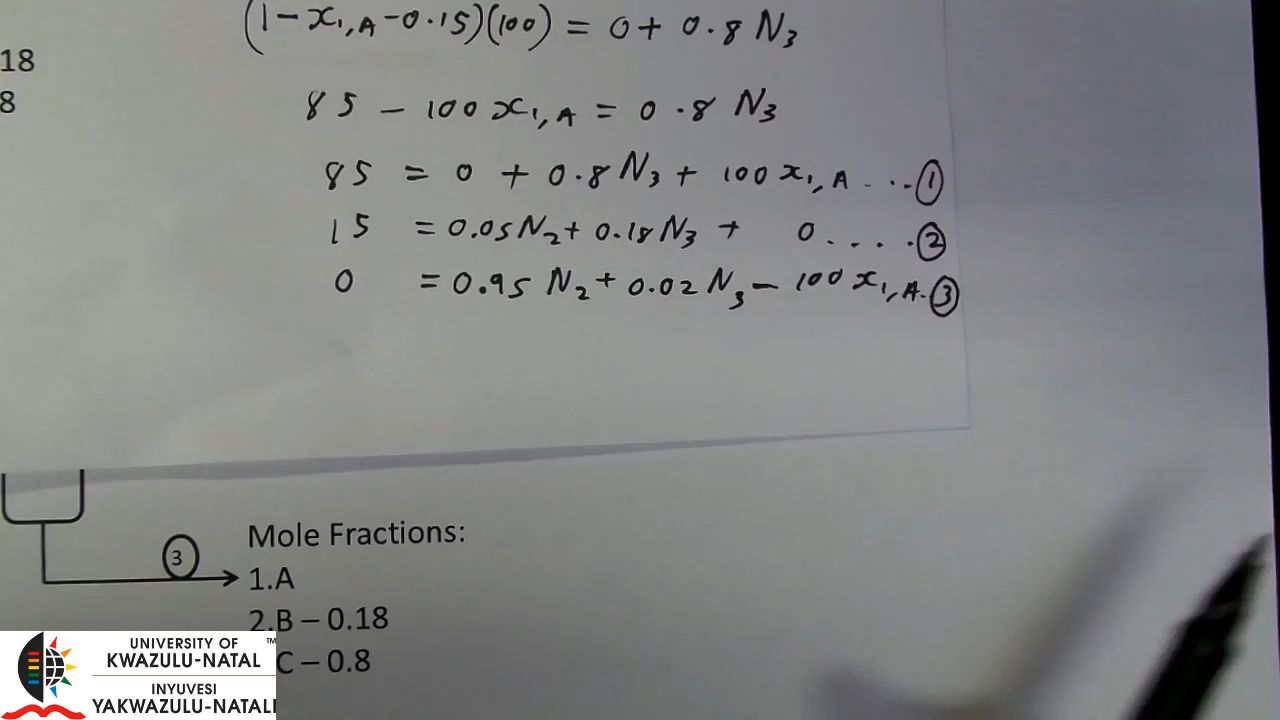 (1 - x₁,A - 0.15)(100) = 0 + 0.8 N₃
18
8
85 - 100 x₁,A = 0.8 N₃
85 = 0 + 0.8 N₃ + 100 x₁,A - .. ①
15 = 0.05 N₂ + 0.18 N₃ + 0 .... ②
0 = 0.95 N₂ + 0.02 N₃ - 100 x₁,A. ③
Mole Fractions:
③
1.A
2.B – 0.18
C – 0.8
UNIVERSITY OF ™
KWAZULU-NATAL
INYUVESI
YAKWAZULU-NATALI